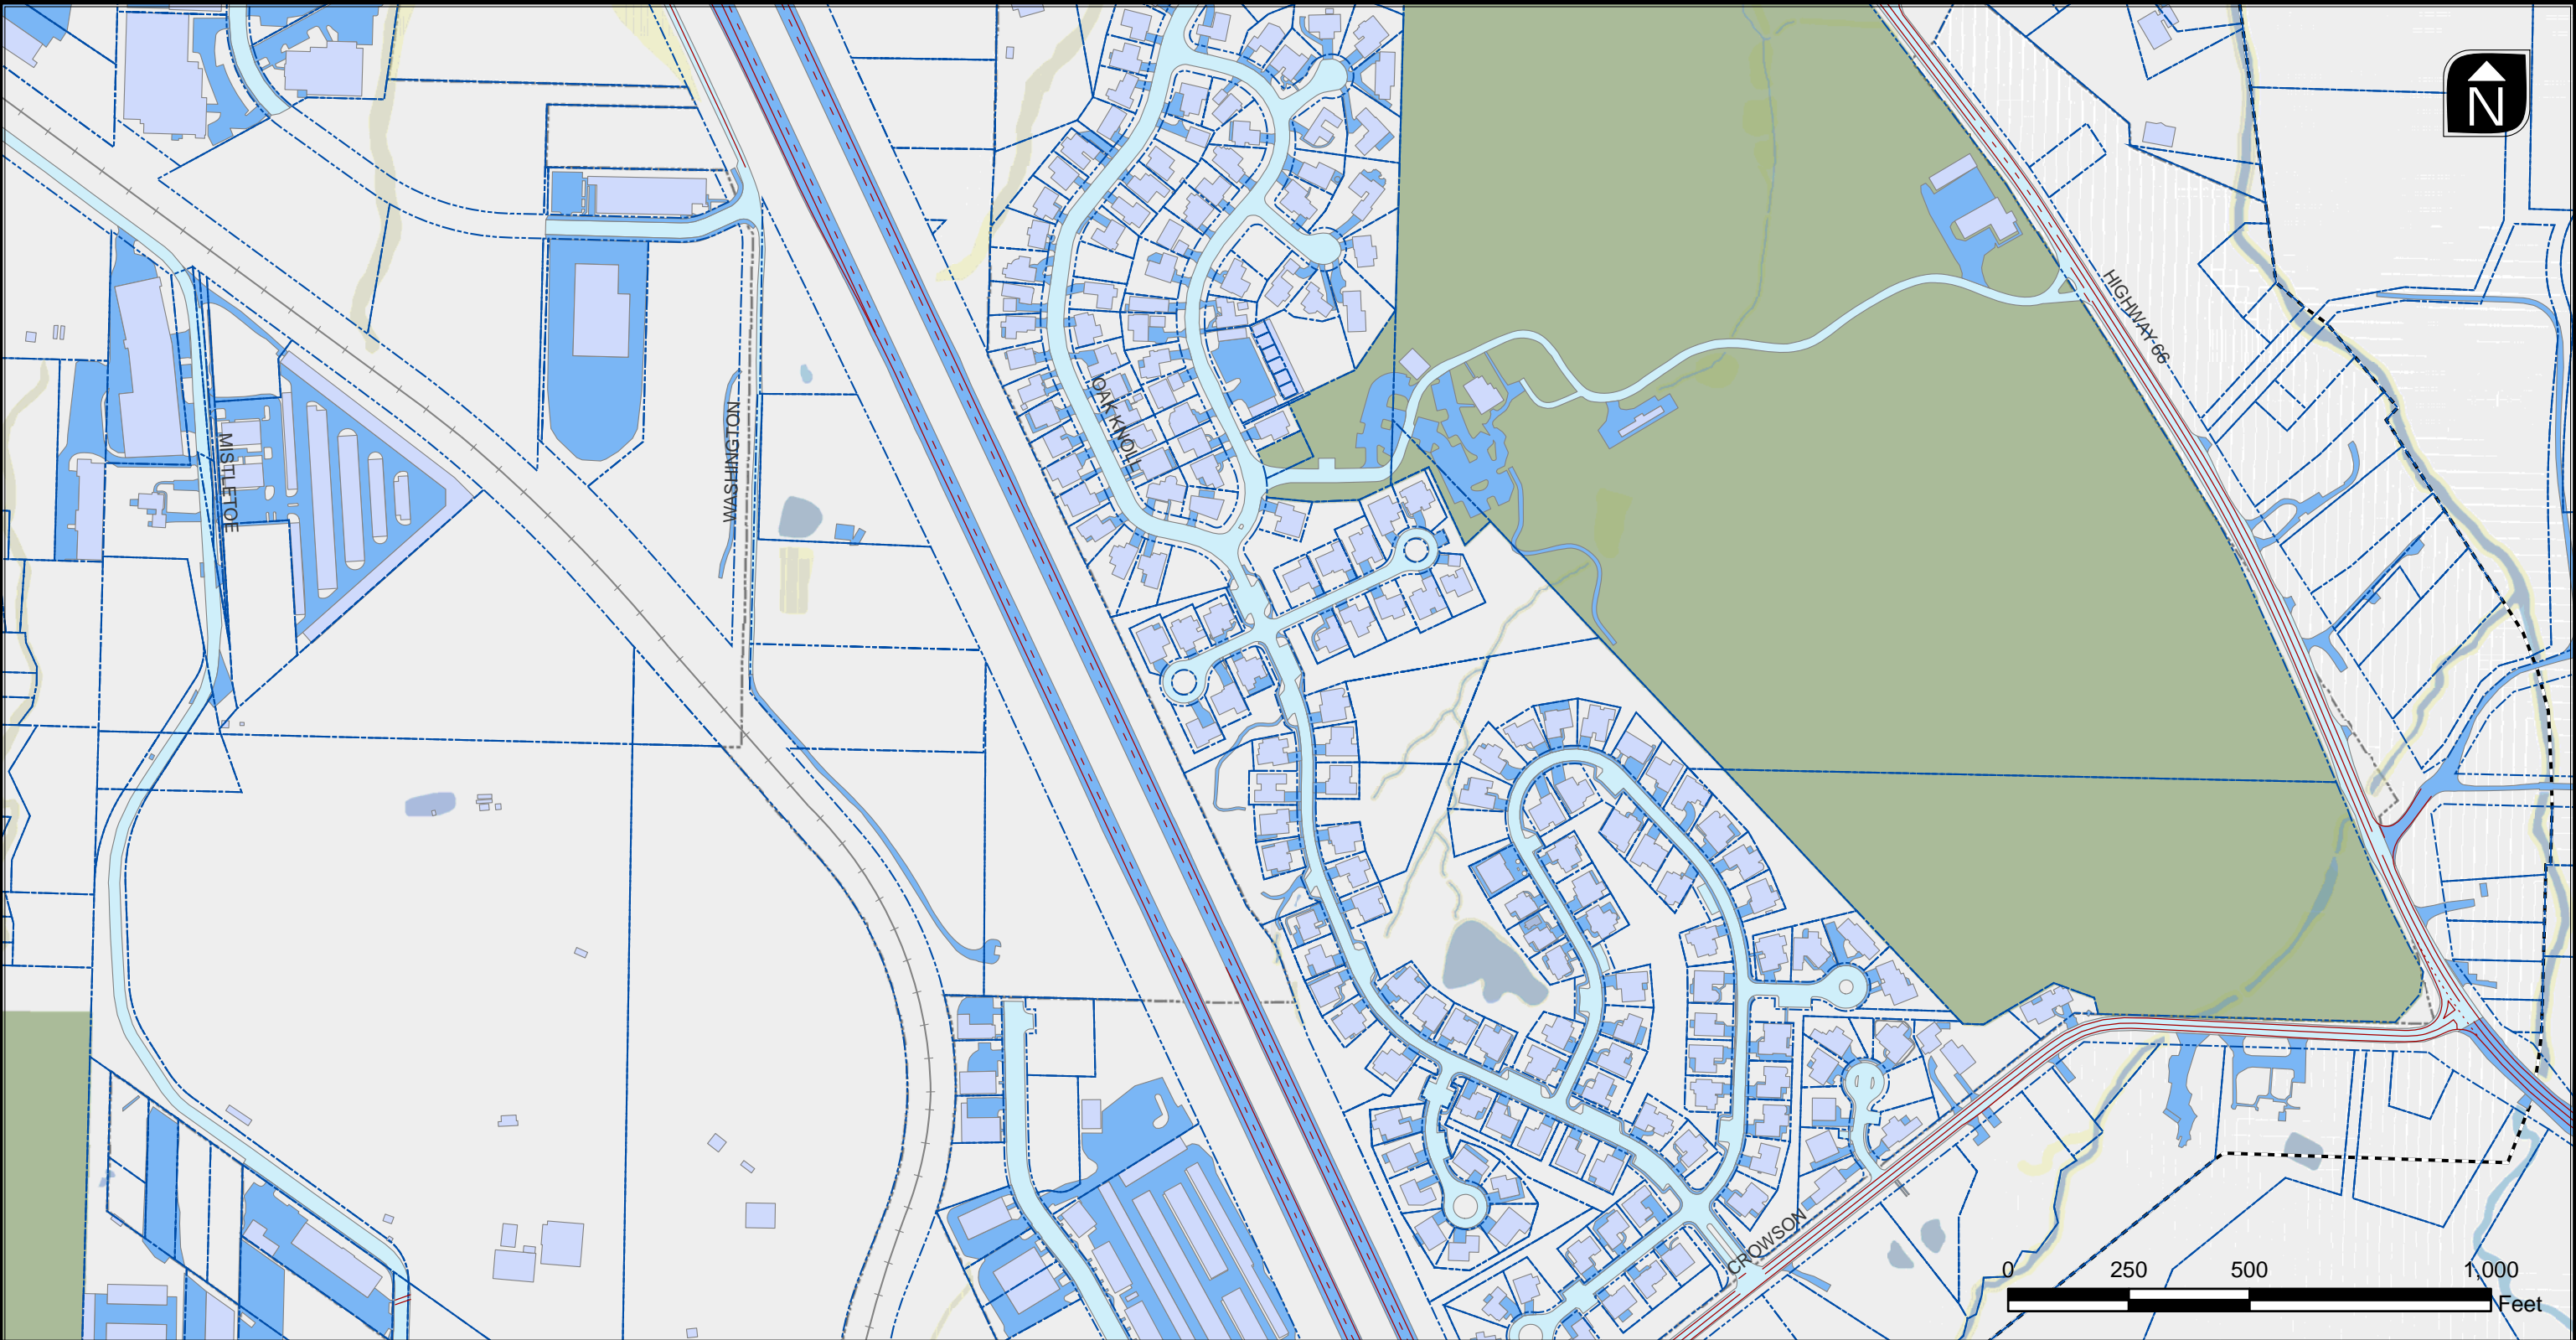 N
HIGHWAY 66
OAK KNOLL
WASHINGTON
MISTLETOE
CROWSON
0 250 500 1,000
Feet